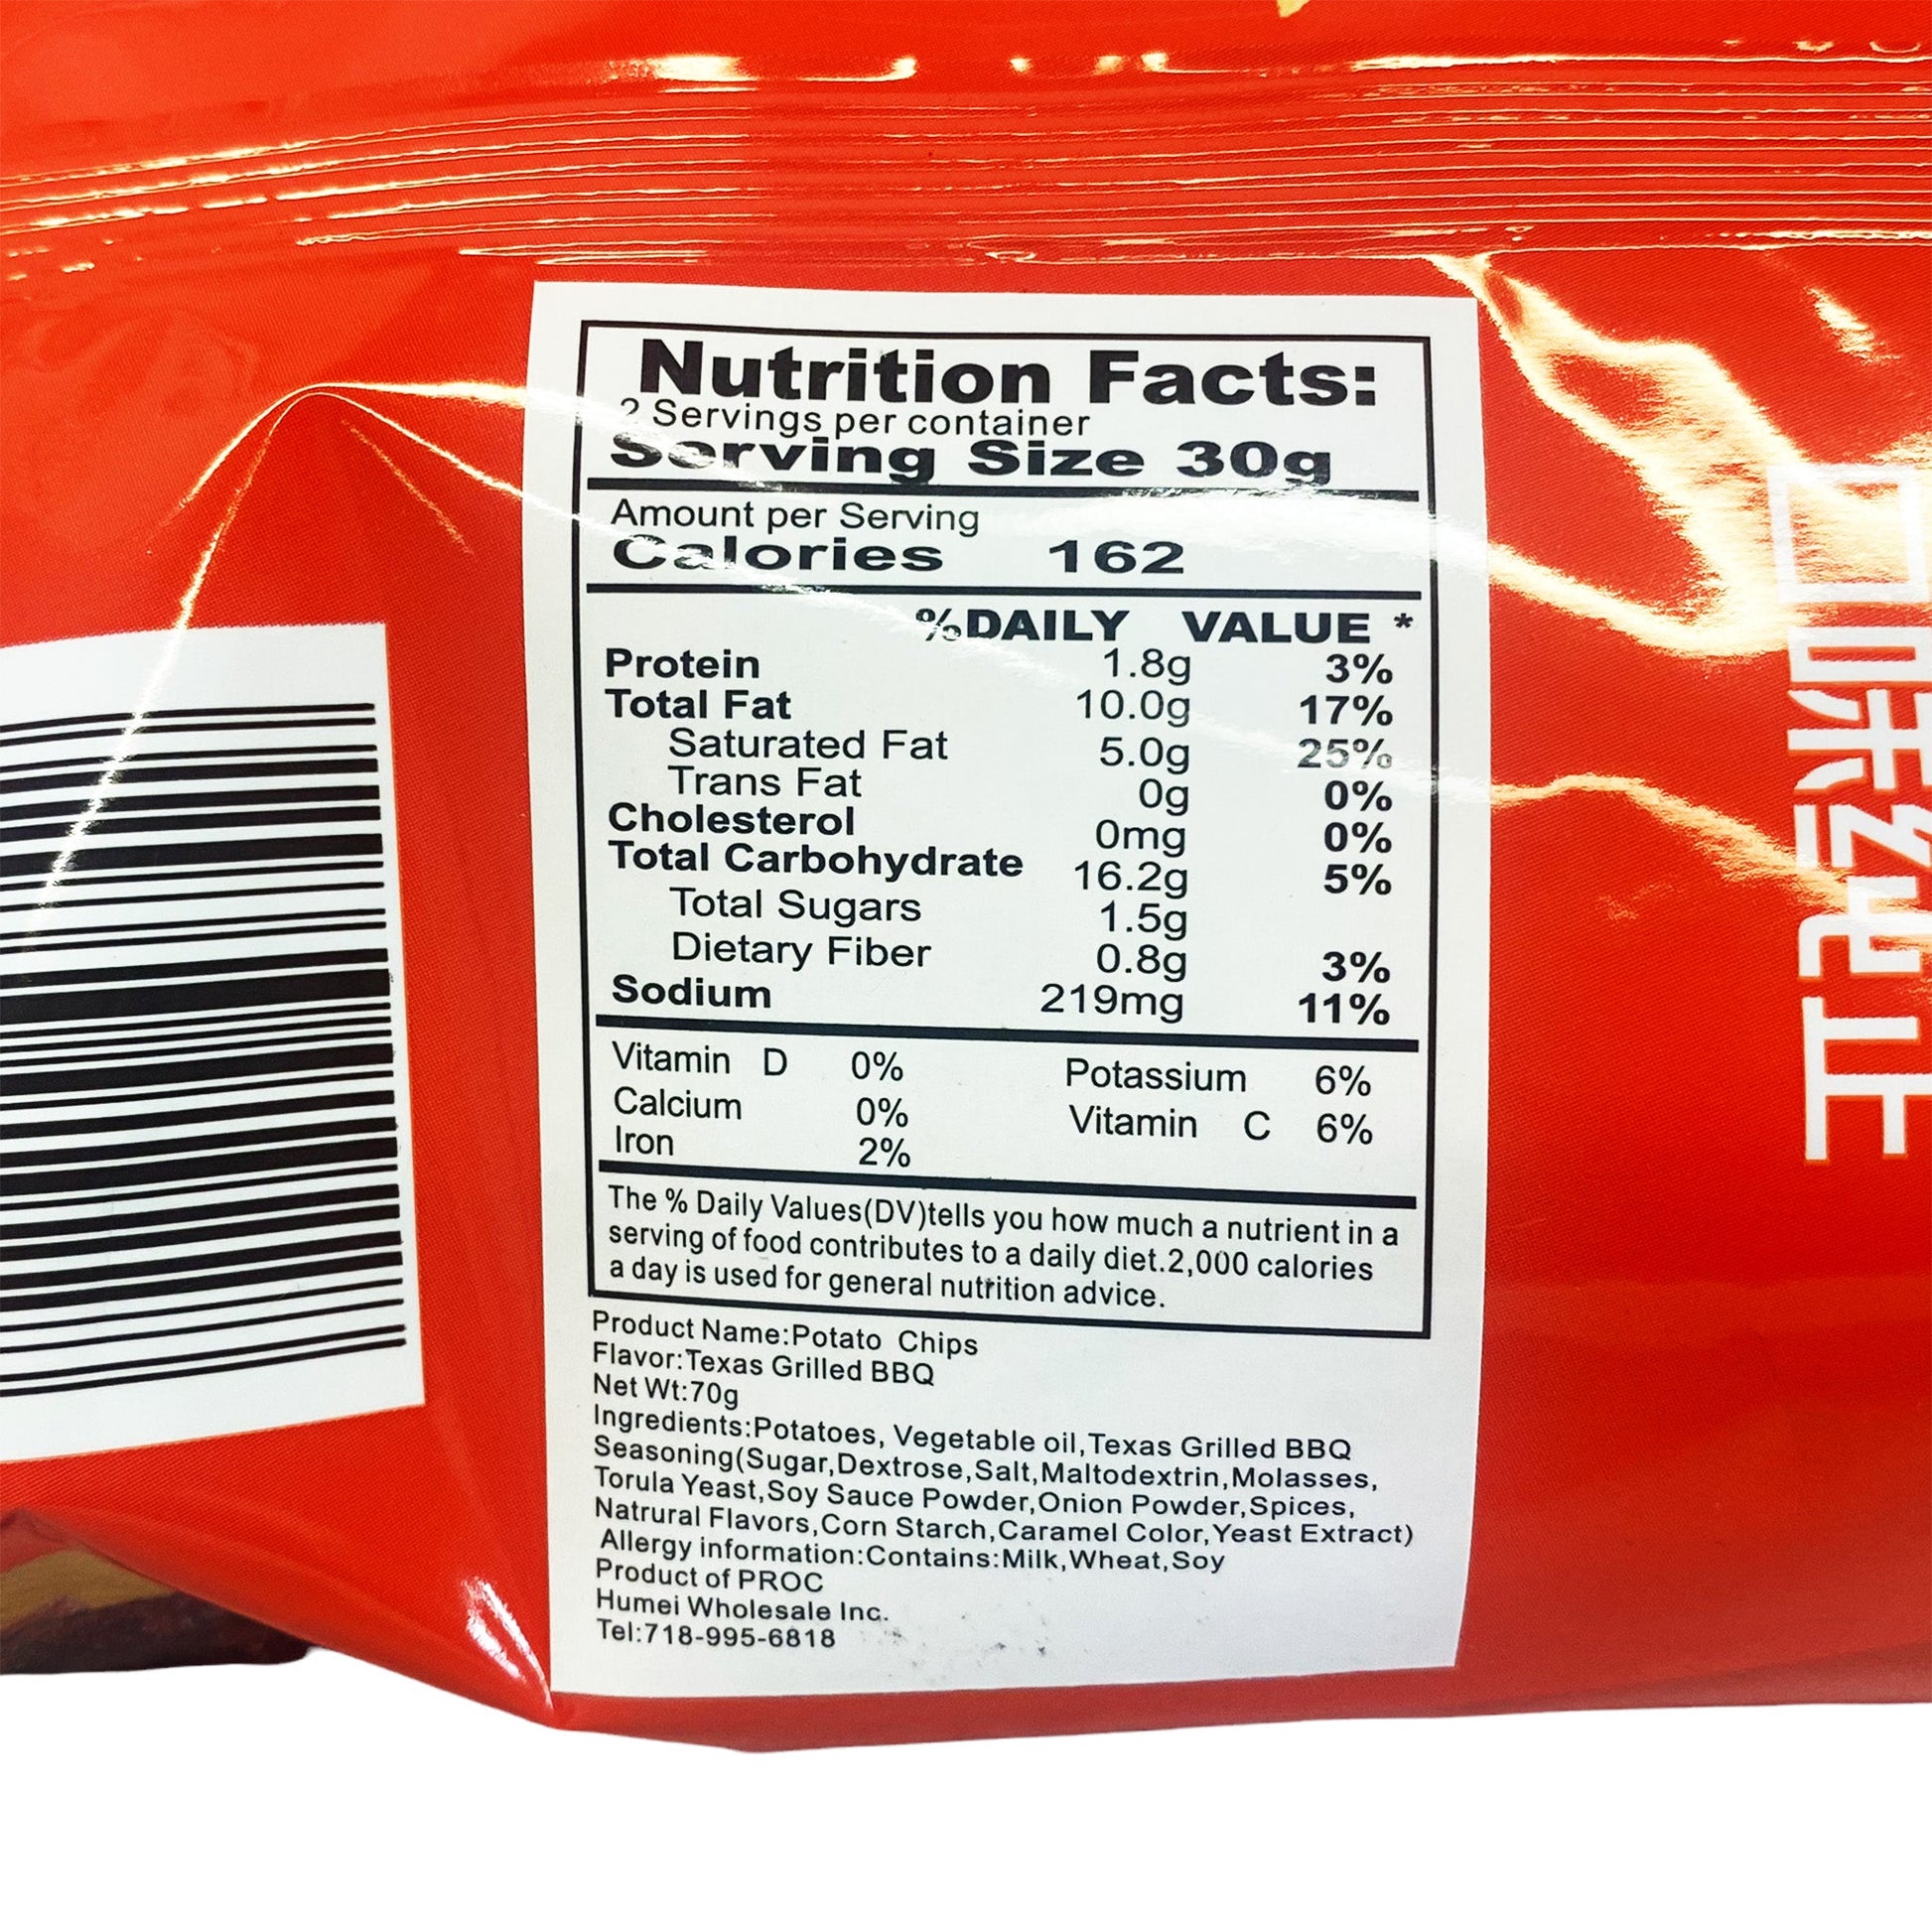 Nutrition Facts:
2 Servings per container
Serving Size 30g
Amount per Serving
Calories 162
%DAILY VALUE *
Protein 1.8g 3%
Total Fat 10.0g 17%
Saturated Fat 5.0g 25%
Trans Fat 0g 0%
Cholesterol 0mg 0%
Total Carbohydrate 16.2g 5%
Total Sugars 1.5g
Dietary Fiber 0.8g 3%
Sodium 219mg 11%
Vitamin D 0% Potassium 6%
Calcium 0% Vitamin C 6%
Iron 2%
The % Daily Values(DV)tells you how much a nutrient in a
serving of food contributes to a daily diet.2,000 calories
a day is used for general nutrition advice.
Product Name:Potato Chips
Flavor:Texas Grilled BBQ
Net Wt:70g
Ingredients:Potatoes, Vegetable oil,Texas Grilled BBQ
Seasoning(Sugar,Dextrose,Salt,Maltodextrin,Molasses,
Torula Yeast,Soy Sauce Powder,Onion Powder,Spices,
Natrural Flavors,Corn Starch,Caramel Color,Yeast Extract)
Allergy information:Contains:Milk,Wheat,Soy
Product of PROC
Humei Wholesale Inc.
Tel:718-995-6818